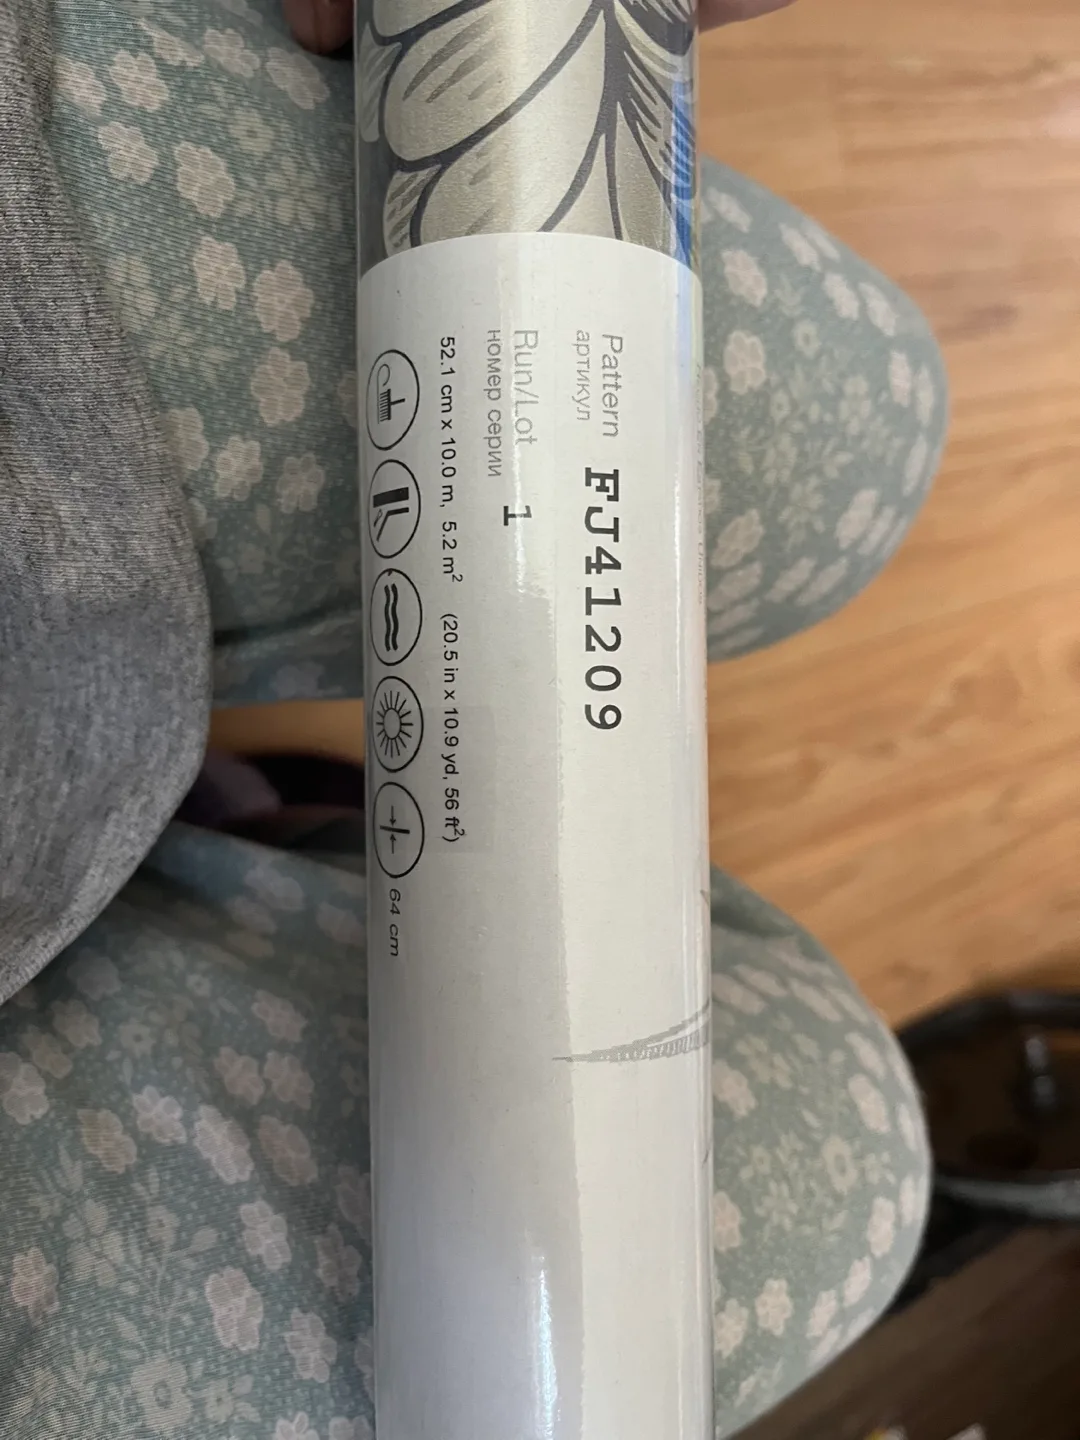 Pattern FJ41209
артикул
Run/Lot 1
номер серии
52.1 cm x 10.0 m, 5.2 m² (20.5 in x 10.9 yd, 56 ft²)
64 cm